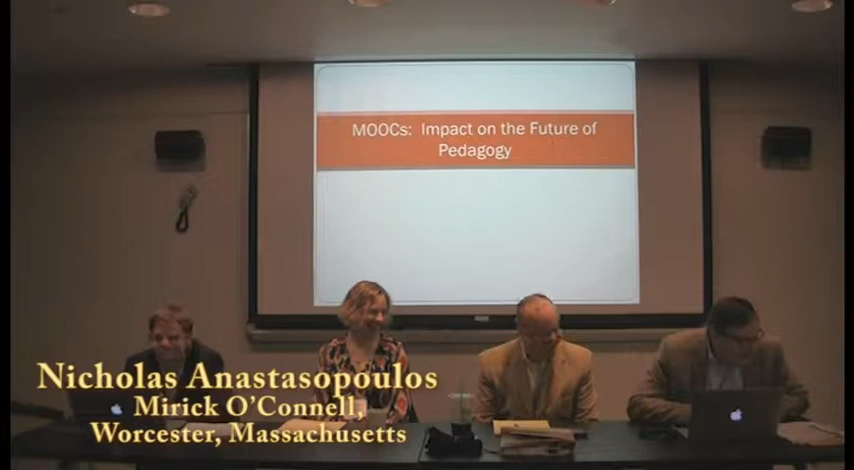 MOOCs: Impact on the Future of
Pedagogy
Nicholas Anastasopoulos
Mirick O'Connell,
Worcester, Massachusetts